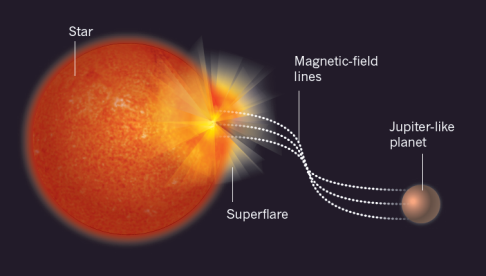 Star
Magnetic-field
lines
Jupiter-like
planet
Superflare